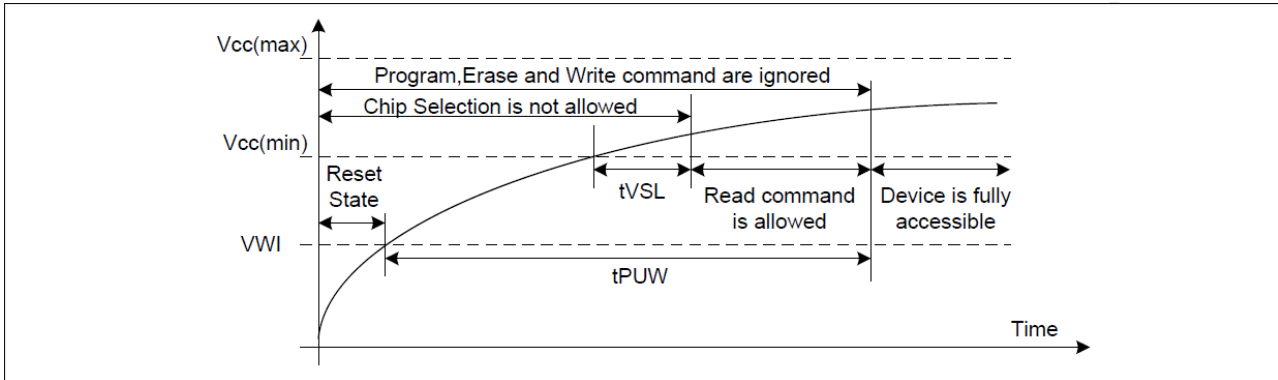 Vcc(max)
Program,Erase and Write command are ignored
Chip Selection is not allowed
Vcc(min)
Reset
State
tVSL
Read command
is allowed
Device is fully
accessible
VWI
tPUW
Time